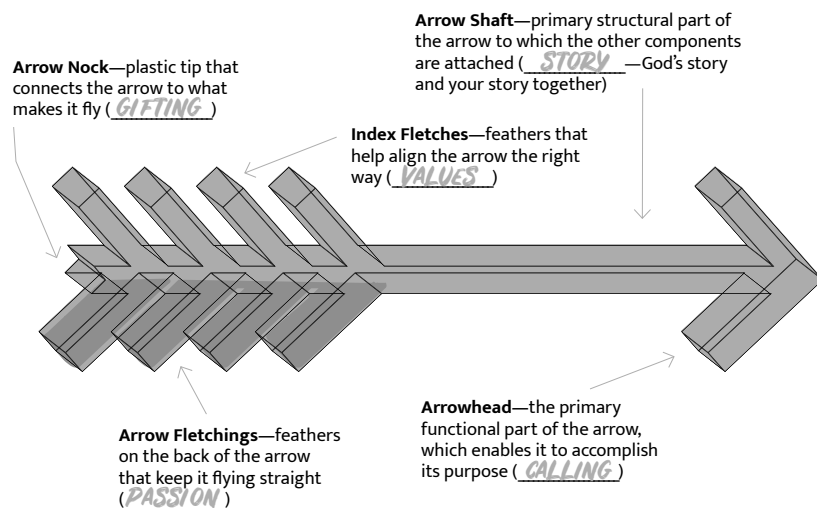 Arrow Shaft—primary structural part of
the arrow to which the other components
are attached (STORY—God's story
and your story together)
Arrow Nock—plastic tip that
connects the arrow to what
makes it fly (GIFTING)
Index Fletches—feathers that
help align the arrow the right
way (VALUES)
Arrow Fletchings—feathers
on the back of the arrow
that keep it flying straight
(PASSION)
Arrowhead—the primary
functional part of the arrow,
which enables it to accomplish
its purpose (CALLING)